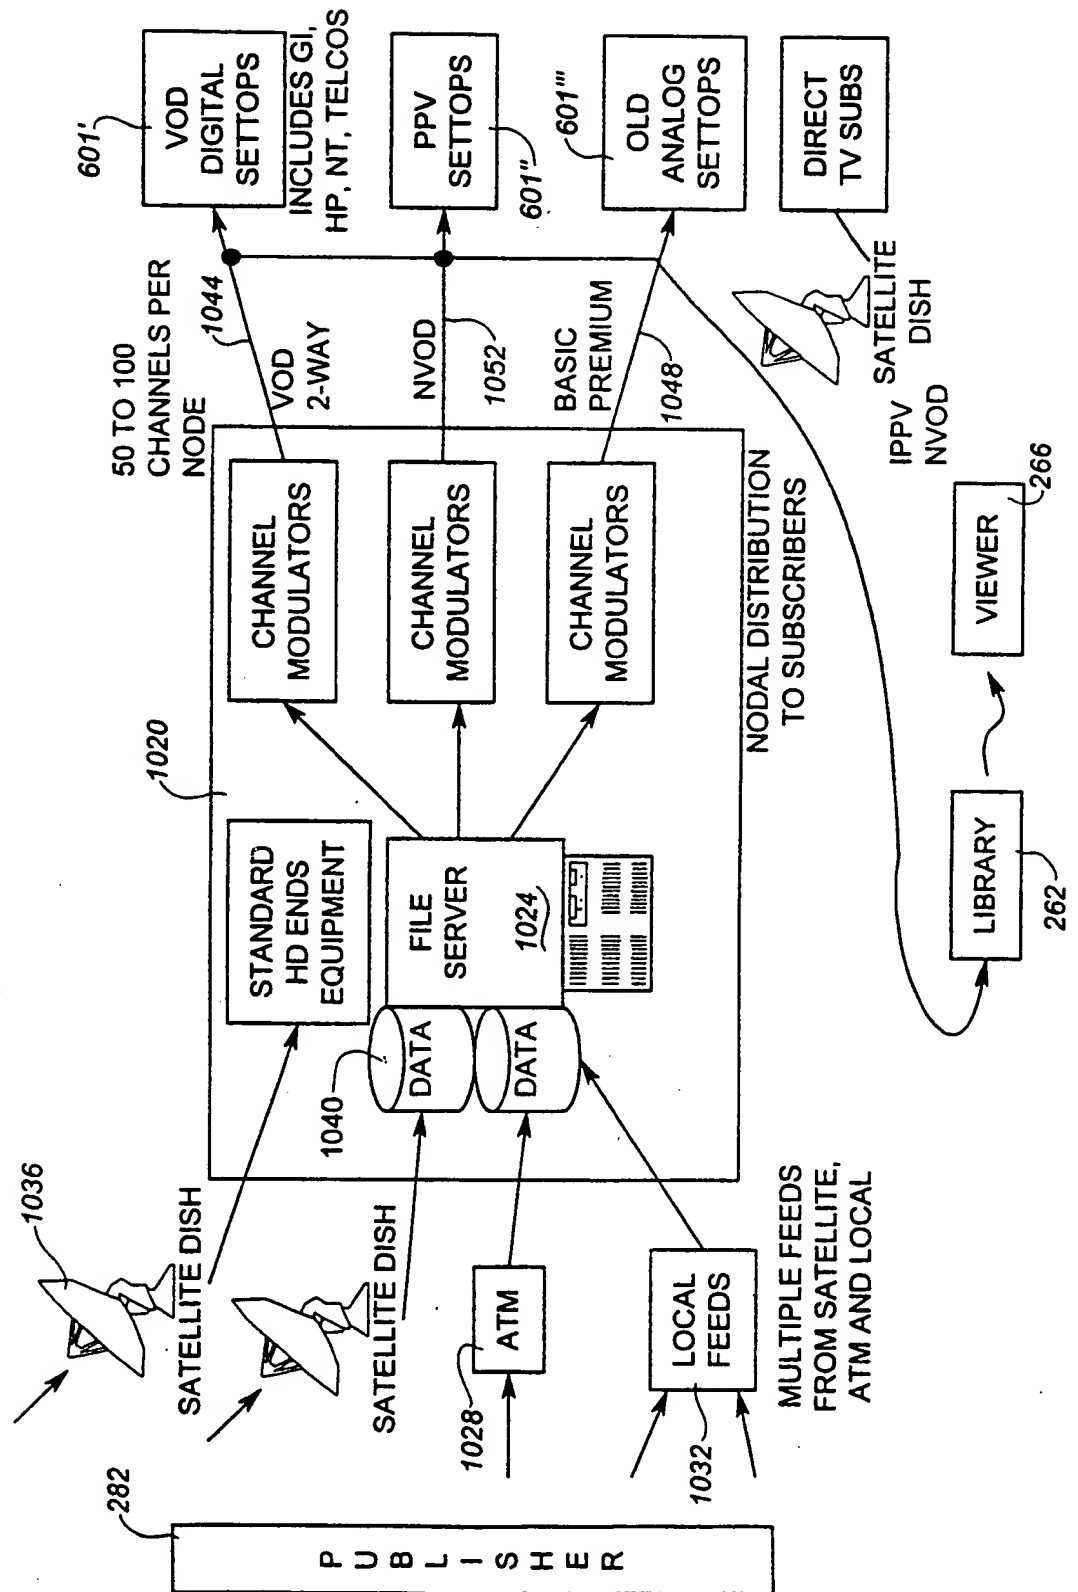 282
PUBLISHER
1036
SATELLITE DISH
SATELLITE DISH
1028
ATM
1032
LOCAL
FEEDS
MULTIPLE FEEDS
FROM SATELLITE,
ATM AND LOCAL
1020
STANDARD
HD ENDS
EQUIPMENT
1040
DATA
DATA
FILE
SERVER
1024
CHANNEL
MODULATORS
CHANNEL
MODULATORS
CHANNEL
MODULATORS
NODAL DISTRIBUTION
TO SUBSCRIBERS
50 TO 100
CHANNELS PER
NODE
1044
VOD
2-WAY
NVOD
1052
BASIC
PREMIUM
1048
601'
VOD
DIGITAL
SETTOPS
INCLUDES GI,
HP, NT, TELCOS
PPV
SETTOPS
601"
601'"
OLD
ANALOG
SETTOPS
DIRECT
TV SUBS
SATELLITE
DISH
IPPV
NVOD
LIBRARY
262
VIEWER
266